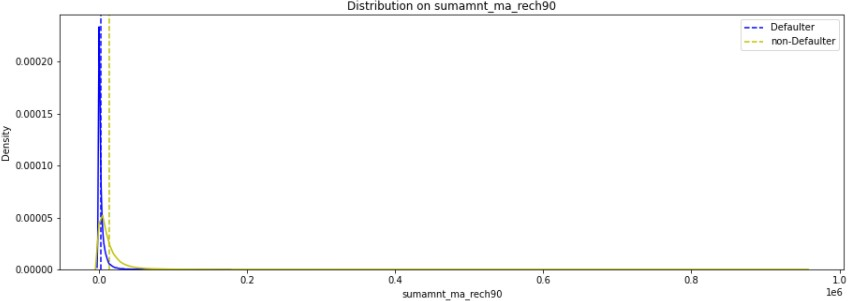 Distribution on sumamnt_ma_rech90
Defaulter
non-Defaulter
0.00020
0.00015
0.00010
0.00005
0.00000
Density
0.0 0.2 0.4 0.6 0.8 1.0
1e6
sumamnt_ma_rech90